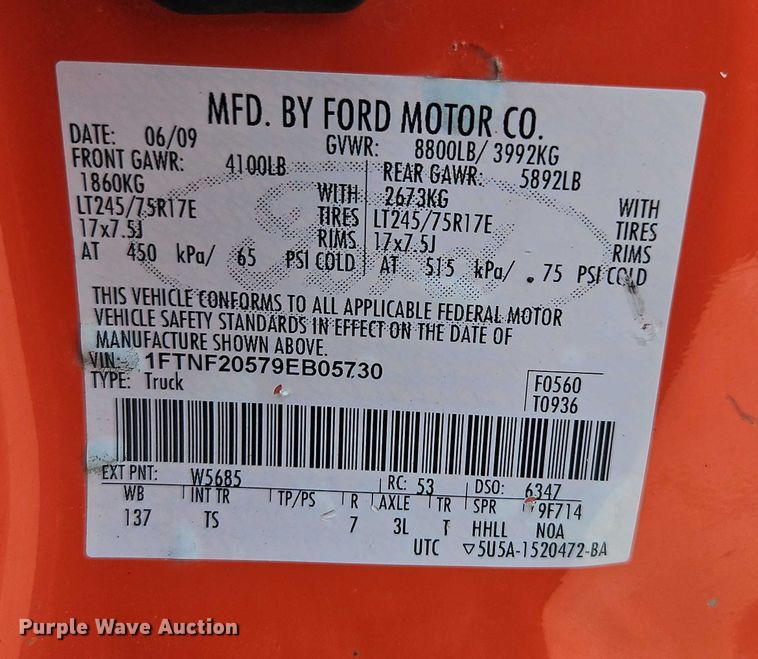 MFD. BY FORD MOTOR CO.
DATE: 06/09 GVWR: 8800LB/ 3992KG
FRONT GAWR: 4100LB REAR GAWR: 5892LB
1860KG WITH 2673KG WITH
LT245/75R17E TIRES LT245/75R17E TIRES
17x7.5J RIMS 17x7.5J RIMS
AT 450 kPa/ 65 PSI COLD AT 515 kPa/ 75 PSI COLD
THIS VEHICLE CONFORMS TO ALL APPLICABLE FEDERAL MOTOR
VEHICLE SAFETY STANDARDS IN EFFECT ON THE DATE OF
MANUFACTURE SHOWN ABOVE.
VIN: 1FTNF20579EB05730
TYPE: Truck F0560
T0936
EXT PNT: W5685 RC: 53 DSO: 6347
WB INT TR TP/PS R AXLE TR SPR 9F714
137 TS 7 3L T HHLL NOA
UTC ▽5U5A-1520472-BA
Purple Wave Auction